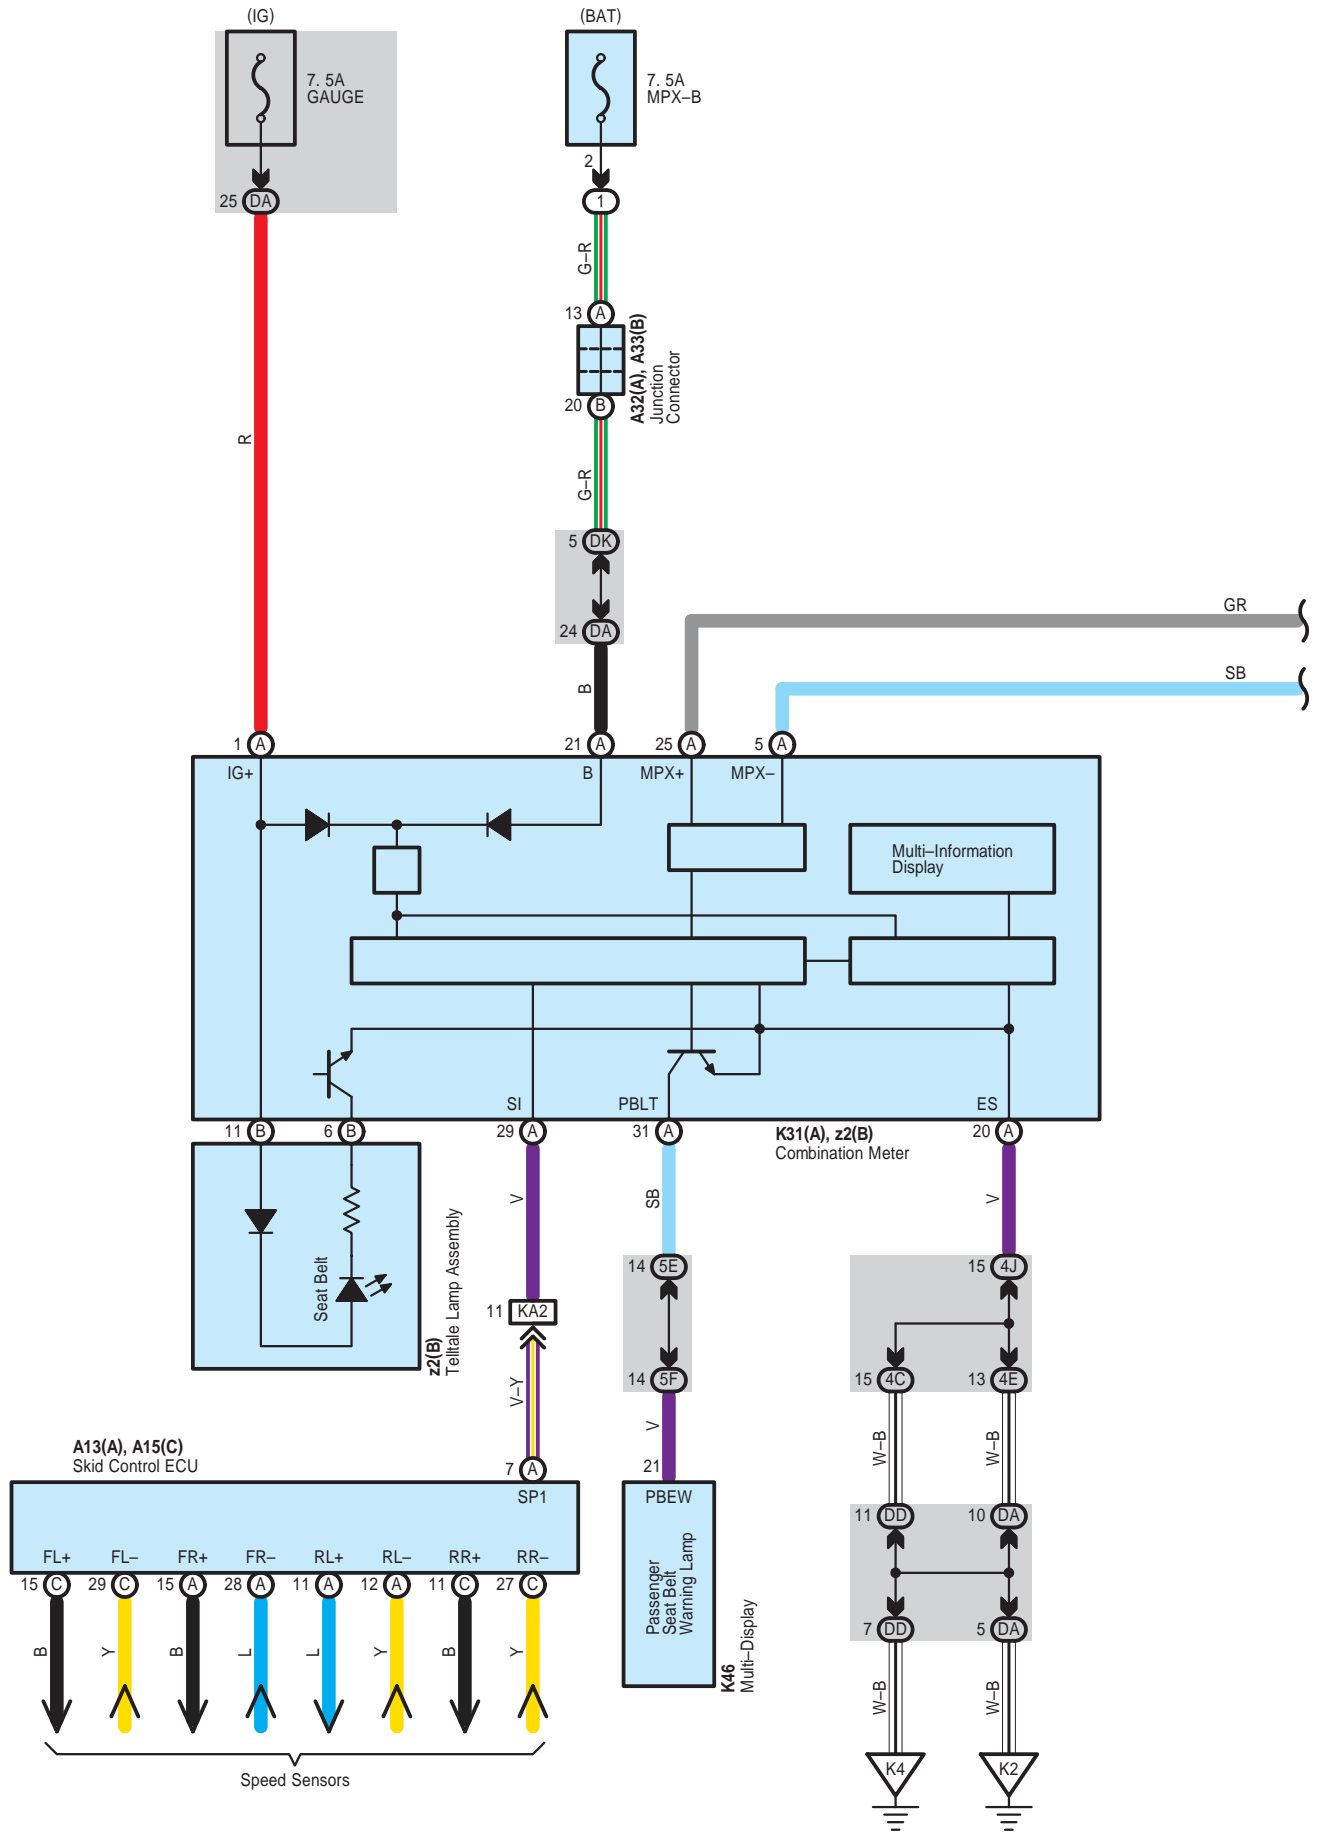 (IG)
(BAT)
7. 5A
GAUGE
7. 5A
MPX–B
2
25 DA
1
G–R
13 A
A32(A), A33(B)
Junction
Connector
20 B
R
G–R
5 DK
24 DA
GR
SB
B
1 A
21 A
25 A
5 A
IG+
B
MPX+
MPX–
Multi–Information
Display
SI
PBLT
ES
11 B
6 B
29 A
31 A
20 A
K31(A), z2(B)
Combination Meter
Seat Belt
z2(B)
Telltale Lamp Assembly
V
SB
V
14 5E
15 4J
11 KA2
14 5F
15 4C
13 4E
V–Y
V
W–B
W–B
A13(A), A15(C)
Skid Control ECU
7 A
SP1
21
PBEW
Passenger
Seat Belt
Warning Lamp
K46
Multi–Display
11 DD
10 DA
FL+
FL–
FR+
FR–
RL+
RL–
RR+
RR–
15 C
29 C
15 A
28 A
11 A
12 A
11 C
27 C
7 DD
5 DA
B
Y
B
L
L
Y
B
Y
W–B
W–B
Speed Sensors
K4
K2